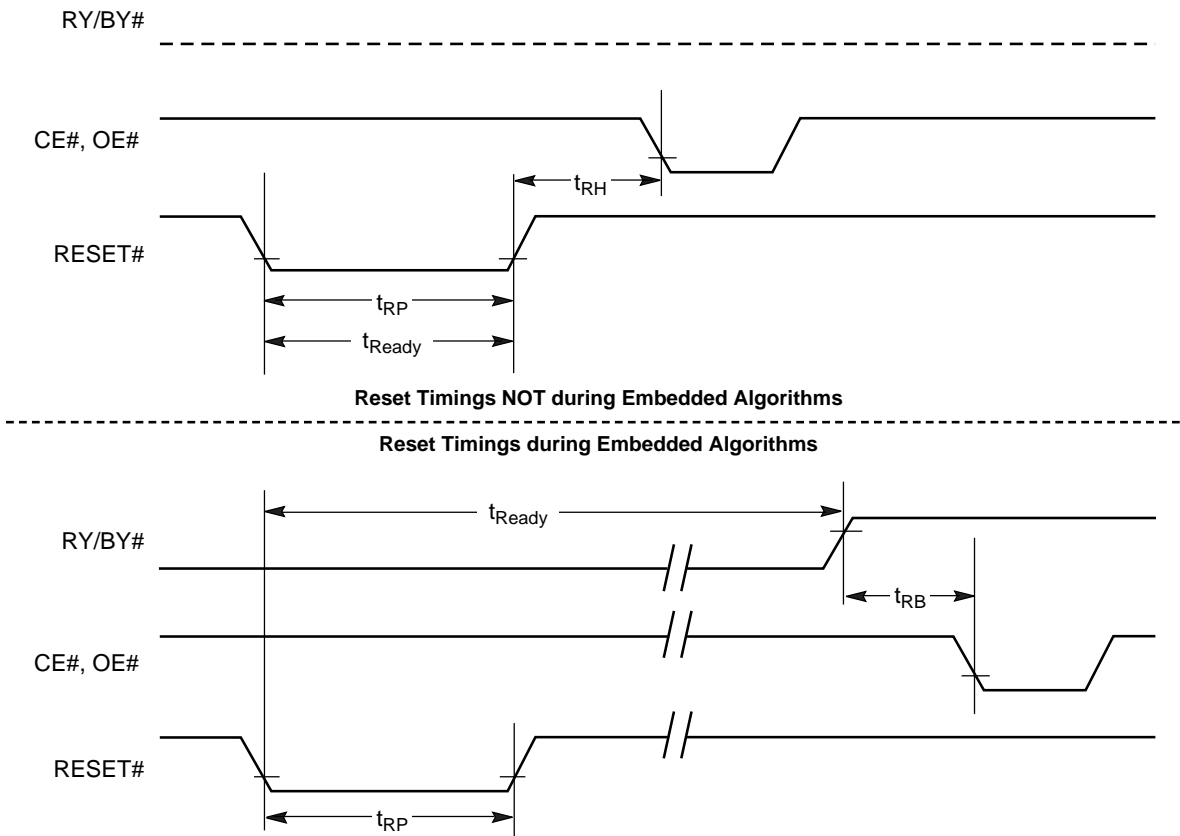 RY/BY#
CE#, OE#
tRH
RESET#
tRP
tReady
Reset Timings NOT during Embedded Algorithms
Reset Timings during Embedded Algorithms
tReady
RY/BY#
tRB
CE#, OE#
RESET#
tRP